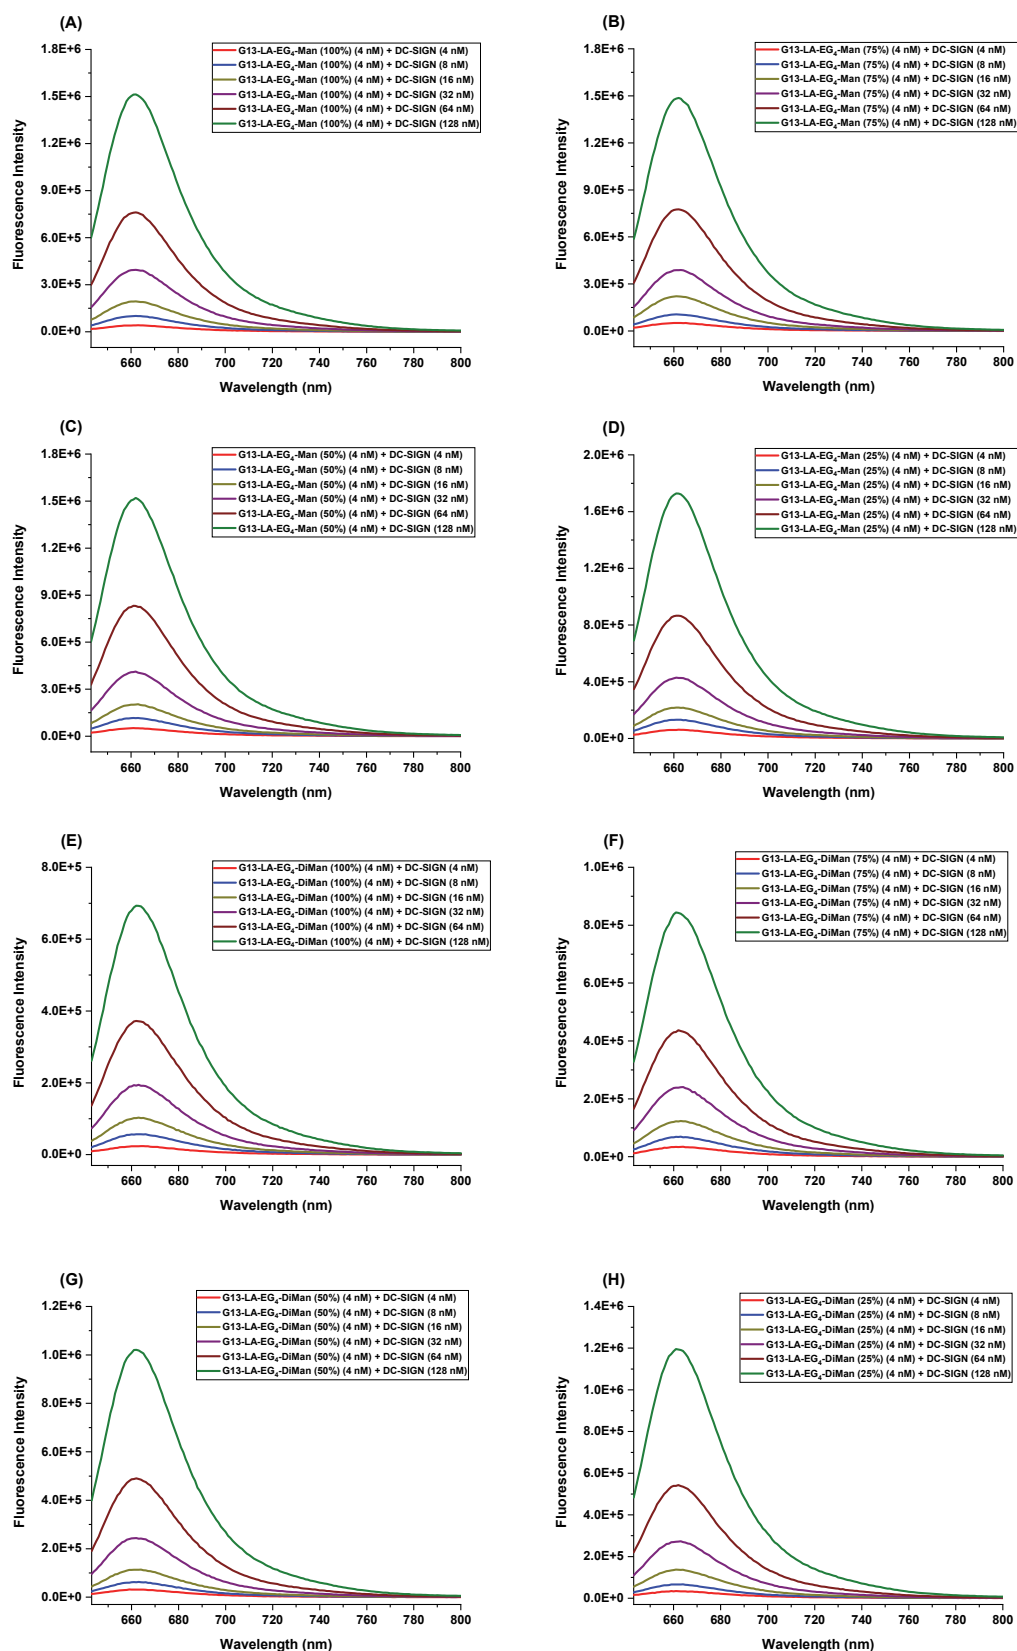 (A)
G13-LA-EG4-Man (100%) (4 nM) + DC-SIGN (4 nM)
G13-LA-EG4-Man (100%) (4 nM) + DC-SIGN (8 nM)
G13-LA-EG4-Man (100%) (4 nM) + DC-SIGN (16 nM)
G13-LA-EG4-Man (100%) (4 nM) + DC-SIGN (32 nM)
G13-LA-EG4-Man (100%) (4 nM) + DC-SIGN (64 nM)
G13-LA-EG4-Man (100%) (4 nM) + DC-SIGN (128 nM)
Fluorescence Intensity
1.8E+6
1.5E+6
1.2E+6
9.0E+5
6.0E+5
3.0E+5
0.0E+0
660 680 700 720 740 760 780 800
Wavelength (nm)
(B)
G13-LA-EG4-Man (75%) (4 nM) + DC-SIGN (4 nM)
G13-LA-EG4-Man (75%) (4 nM) + DC-SIGN (8 nM)
G13-LA-EG4-Man (75%) (4 nM) + DC-SIGN (16 nM)
G13-LA-EG4-Man (75%) (4 nM) + DC-SIGN (32 nM)
G13-LA-EG4-Man (75%) (4 nM) + DC-SIGN (64 nM)
G13-LA-EG4-Man (75%) (4 nM) + DC-SIGN (128 nM)
Fluorescence Intensity
1.8E+6
1.5E+6
1.2E+6
9.0E+5
6.0E+5
3.0E+5
0.0E+0
660 680 700 720 740 760 780 800
Wavelength (nm)
(C)
G13-LA-EG4-Man (50%) (4 nM) + DC-SIGN (4 nM)
G13-LA-EG4-Man (50%) (4 nM) + DC-SIGN (8 nM)
G13-LA-EG4-Man (50%) (4 nM) + DC-SIGN (16 nM)
G13-LA-EG4-Man (50%) (4 nM) + DC-SIGN (32 nM)
G13-LA-EG4-Man (50%) (4 nM) + DC-SIGN (64 nM)
G13-LA-EG4-Man (50%) (4 nM) + DC-SIGN (128 nM)
Fluorescence Intensity
1.8E+6
1.5E+6
1.2E+6
9.0E+5
6.0E+5
3.0E+5
0.0E+0
660 680 700 720 740 760 780 800
Wavelength (nm)
(D)
G13-LA-EG4-Man (25%) (4 nM) + DC-SIGN (4 nM)
G13-LA-EG4-Man (25%) (4 nM) + DC-SIGN (8 nM)
G13-LA-EG4-Man (25%) (4 nM) + DC-SIGN (16 nM)
G13-LA-EG4-Man (25%) (4 nM) + DC-SIGN (32 nM)
G13-LA-EG4-Man (25%) (4 nM) + DC-SIGN (64 nM)
G13-LA-EG4-Man (25%) (4 nM) + DC-SIGN (128 nM)
Fluorescence Intensity
2.0E+6
1.6E+6
1.2E+6
8.0E+5
4.0E+5
0.0E+0
660 680 700 720 740 760 780 800
Wavelength (nm)
(E)
G13-LA-EG4-DiMan (100%) (4 nM) + DC-SIGN (4 nM)
G13-LA-EG4-DiMan (100%) (4 nM) + DC-SIGN (8 nM)
G13-LA-EG4-DiMan (100%) (4 nM) + DC-SIGN (16 nM)
G13-LA-EG4-DiMan (100%) (4 nM) + DC-SIGN (32 nM)
G13-LA-EG4-DiMan (100%) (4 nM) + DC-SIGN (64 nM)
G13-LA-EG4-DiMan (100%) (4 nM) + DC-SIGN (128 nM)
Fluorescence Intensity
8.0E+5
6.0E+5
4.0E+5
2.0E+5
0.0E+0
660 680 700 720 740 760 780 800
Wavelength (nm)
(F)
G13-LA-EG4-DiMan (75%) (4 nM) + DC-SIGN (4 nM)
G13-LA-EG4-DiMan (75%) (4 nM) + DC-SIGN (8 nM)
G13-LA-EG4-DiMan (75%) (4 nM) + DC-SIGN (16 nM)
G13-LA-EG4-DiMan (75%) (4 nM) + DC-SIGN (32 nM)
G13-LA-EG4-DiMan (75%) (4 nM) + DC-SIGN (64 nM)
G13-LA-EG4-DiMan (75%) (4 nM) + DC-SIGN (128 nM)
Fluorescence Intensity
1.0E+6
8.0E+5
6.0E+5
4.0E+5
2.0E+5
0.0E+0
660 680 700 720 740 760 780 800
Wavelength (nm)
(G)
G13-LA-EG4-DiMan (50%) (4 nM) + DC-SIGN (4 nM)
G13-LA-EG4-DiMan (50%) (4 nM) + DC-SIGN (8 nM)
G13-LA-EG4-DiMan (50%) (4 nM) + DC-SIGN (16 nM)
G13-LA-EG4-DiMan (50%) (4 nM) + DC-SIGN (32 nM)
G13-LA-EG4-DiMan (50%) (4 nM) + DC-SIGN (64 nM)
G13-LA-EG4-DiMan (50%) (4 nM) + DC-SIGN (128 nM)
Fluorescence Intensity
1.2E+6
1.0E+6
8.0E+5
6.0E+5
4.0E+5
2.0E+5
0.0E+0
660 680 700 720 740 760 780 800
Wavelength (nm)
(H)
G13-LA-EG4-DiMan (25%) (4 nM) + DC-SIGN (4 nM)
G13-LA-EG4-DiMan (25%) (4 nM) + DC-SIGN (8 nM)
G13-LA-EG4-DiMan (25%) (4 nM) + DC-SIGN (16 nM)
G13-LA-EG4-DiMan (25%) (4 nM) + DC-SIGN (32 nM)
G13-LA-EG4-DiMan (25%) (4 nM) + DC-SIGN (64 nM)
G13-LA-EG4-DiMan (25%) (4 nM) + DC-SIGN (128 nM)
Fluorescence Intensity
1.4E+6
1.2E+6
1.0E+6
8.0E+5
6.0E+5
4.0E+5
2.0E+5
0.0E+0
660 680 700 720 740 760 780 800
Wavelength (nm)